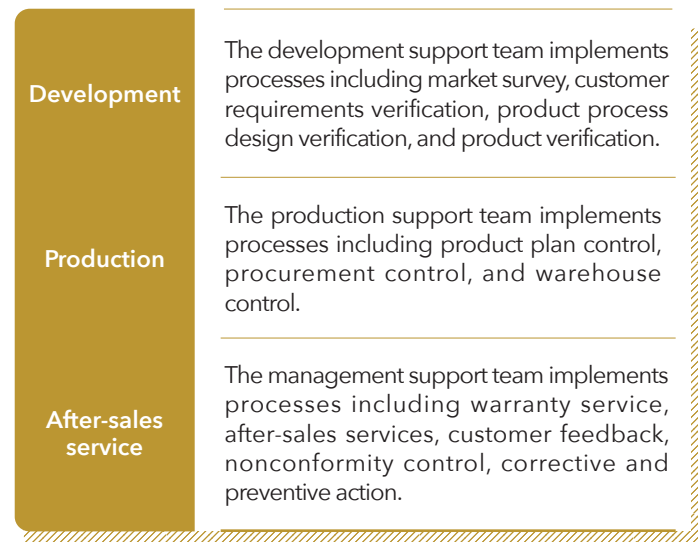 Development
The development support team implements
processes including market survey, customer
requirements verification, product process
design verification, and product verification.
Production
The production support team implements
processes including product plan control,
procurement control, and warehouse
control.
After-sales
service
The management support team implements
processes including warranty service,
after-sales services, customer feedback,
nonconformity control, corrective and
preventive action.